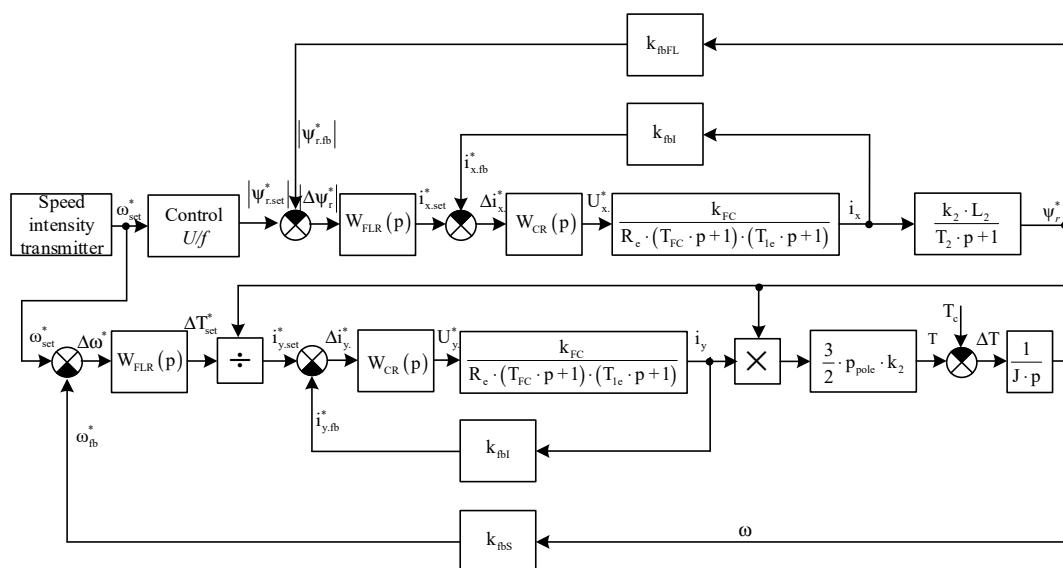 k_fbFL
|ψ*_r.fb|
k_fbI
i*_x.fb
Speed
intensity
transmitter
ω*_set
Control
U/f
|ψ*_r.set|
|Δψ*_r|
W_FLR(p)
i*_x.set
Δi*_x.
W_CR(p)
U*_x.
k_FC
R_e·(T_FC·p+1)·(T_1e·p+1)
i_x
k_2·L_2
T_2·p+1
ψ*_r
ω*_set
Δω*
W_FLR(p)
ΔT*_set
÷
i*_y.set
Δi*_y.
W_CR(p)
U*_y.
k_FC
R_e·(T_FC·p+1)·(T_1e·p+1)
i_y
×
3
2
·p_pole·k_2
T
T_c
ΔT
1
J·p
i*_y.fb
k_fbI
ω*_fb
k_fbS
ω